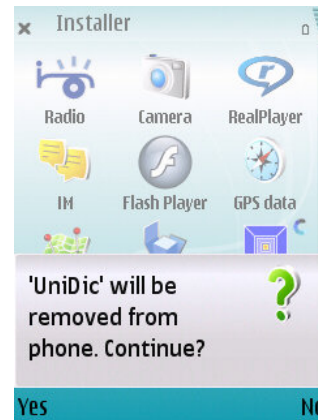 Installer
Radio Camera RealPlayer
IM Flash Player GPS data
'UniDic' will be
removed from
phone. Continue?
Yes